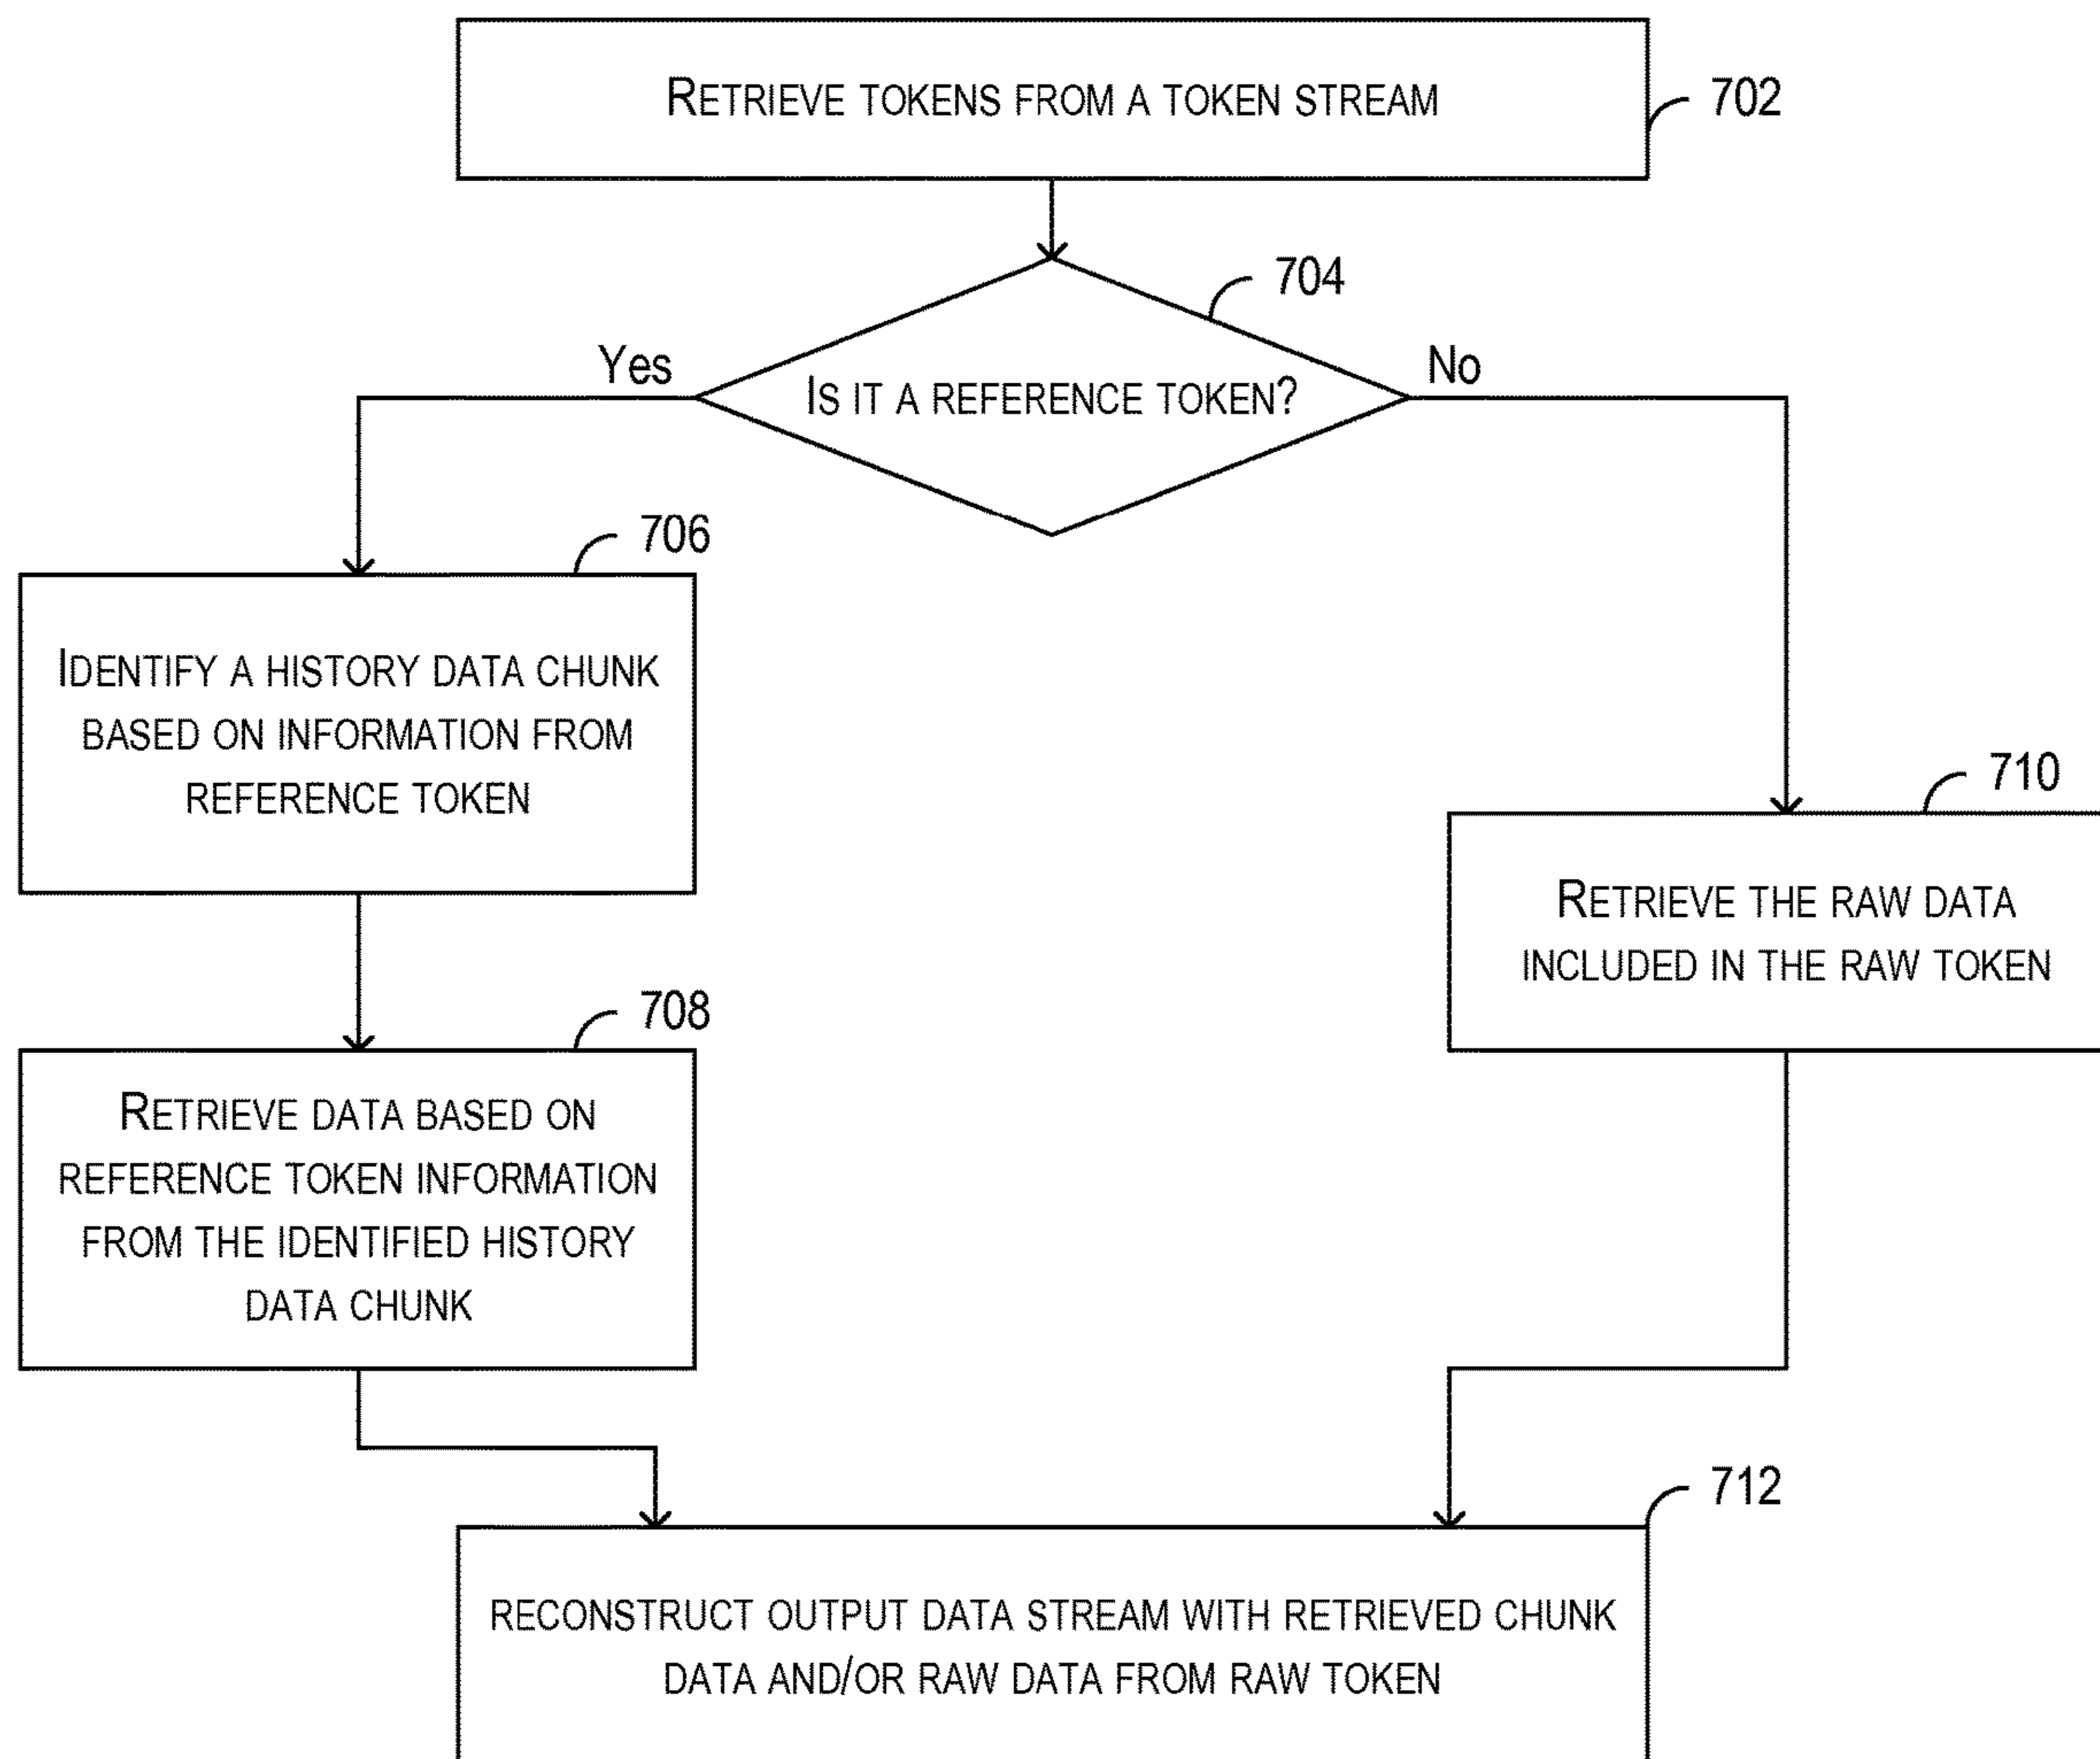 RETRIEVE TOKENS FROM A TOKEN STREAM
702
704
Yes
IS IT A REFERENCE TOKEN?
No
706
IDENTIFY A HISTORY DATA CHUNK
BASED ON INFORMATION FROM
REFERENCE TOKEN
710
RETRIEVE THE RAW DATA
INCLUDED IN THE RAW TOKEN
708
RETRIEVE DATA BASED ON
REFERENCE TOKEN INFORMATION
FROM THE IDENTIFIED HISTORY
DATA CHUNK
712
RECONSTRUCT OUTPUT DATA STREAM WITH RETRIEVED CHUNK
DATA AND/OR RAW DATA FROM RAW TOKEN